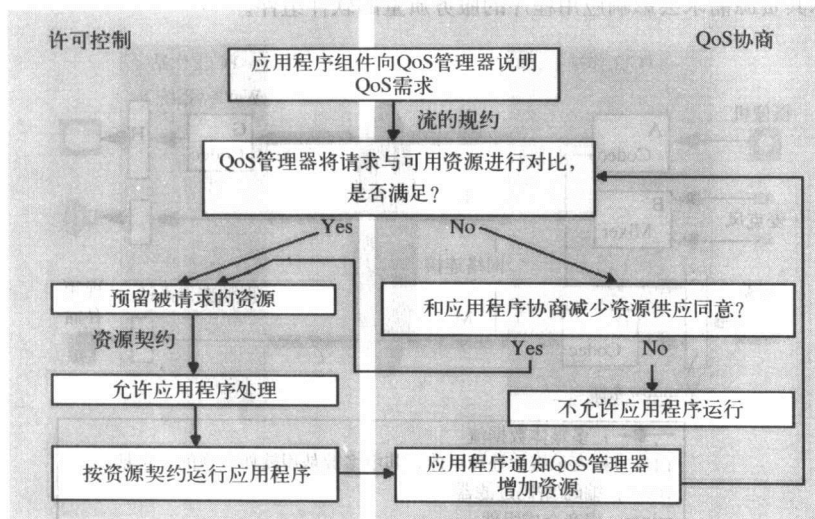 许可控制
QoS协商
应用程序组件向QoS管理器说明
QoS需求
流的规约
QoS管理器将请求与可用资源进行对比,
是否满足?
Yes
No
预留被请求的资源
和应用程序协商减少资源供应同意?
资源契约
Yes
No
允许应用程序处理
不允许应用程序运行
按资源契约运行应用程序
应用程序通知QoS管理器
增加资源